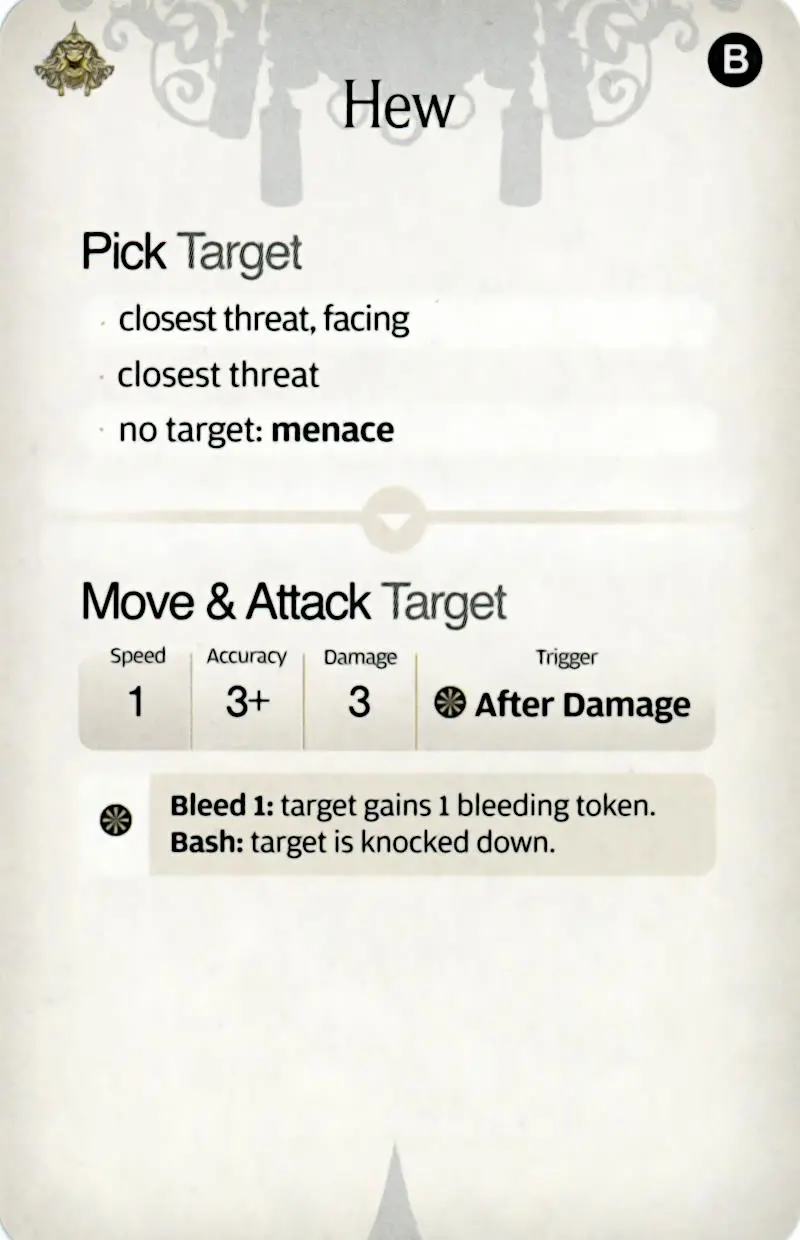 B
Hew
Pick Target
· closest threat, facing
· closest threat
· no target: menace
Move & Attack Target
Speed Accuracy Damage Trigger
1 3+ 3 After Damage
Bleed 1: target gains 1 bleeding token.
Bash: target is knocked down.